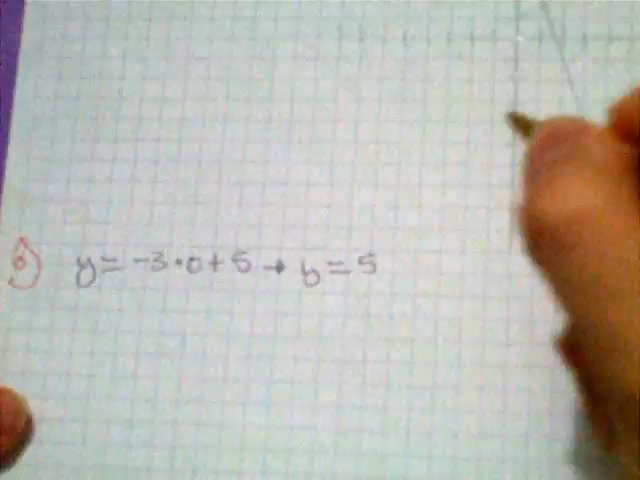 b) y = -3·0+5 → b = 5